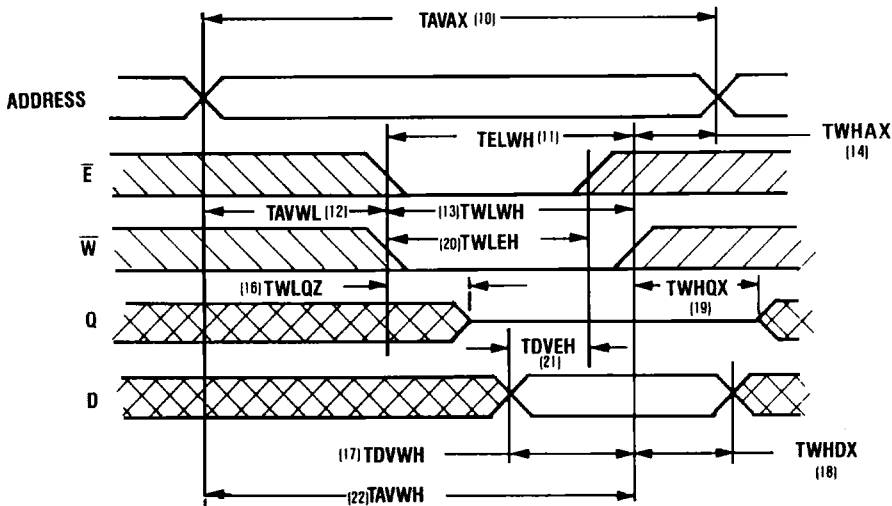 TAVAX (10)
ADDRESS
TELWH (11)
TWHAX
(14)
E̅
TAVWL (12)
(13)TWLWH
W̅
(20)TWLEH
(16)TWLQZ
TWHQX
(19)
Q
TDVEH
(21)
D
(17)TDVWH
TWHDX
(18)
(22)TAVWH